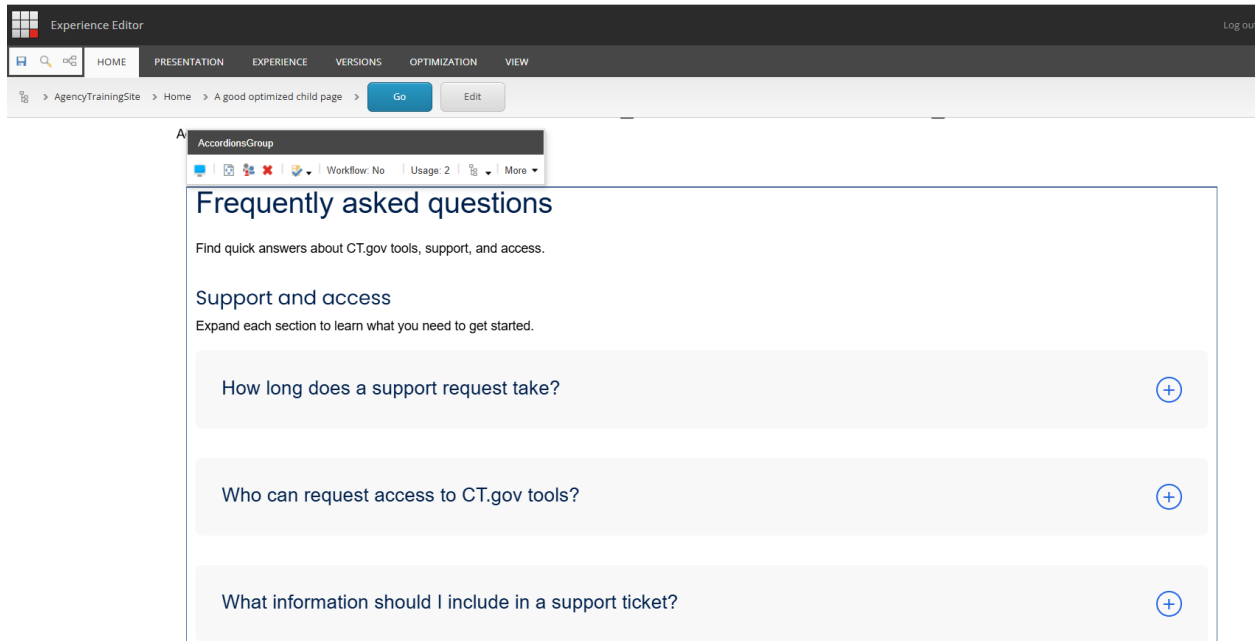 Experience Editor
Log out
HOME PRESENTATION EXPERIENCE VERSIONS OPTIMIZATION VIEW
> AgencyTrainingSite > Home > A good optimized child page > Go Edit
AccordionsGroup
Workflow: No Usage: 2 More
Frequently asked questions
Find quick answers about CT.gov tools, support, and access.
Support and access
Expand each section to learn what you need to get started.
How long does a support request take?
Who can request access to CT.gov tools?
What information should I include in a support ticket?